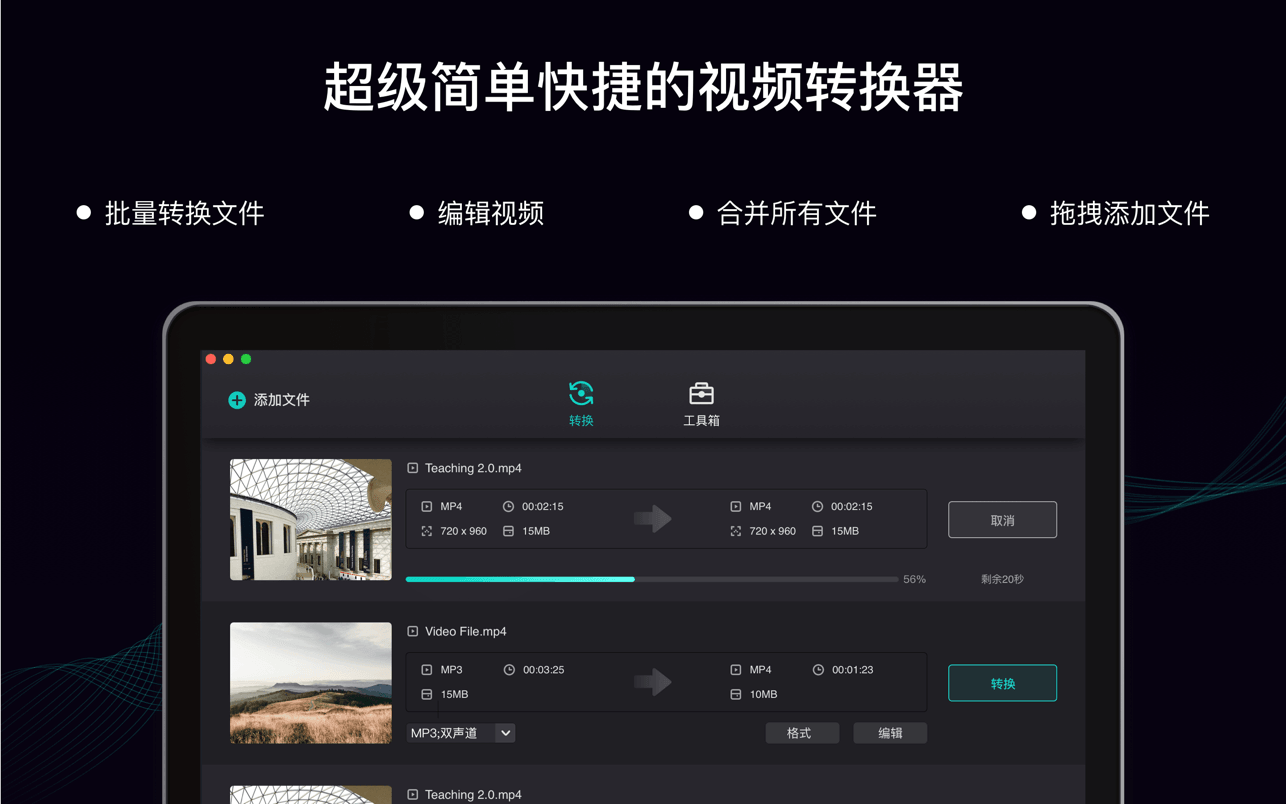 超级简单快捷的视频转换器
批量转换文件
编辑视频
合并所有文件
拖拽添加文件
添加文件
转换
工具箱
Teaching 2.0.mp4
MP4 00:02:15 MP4 00:02:15
720 x 960 15MB 720 x 960 15MB
取消
56%
剩余20秒
Video File.mp4
MP3 00:03:25 MP4 00:01:23
15MB 10MB
转换
MP3;双声道
格式
编辑
Teaching 2.0.mp4